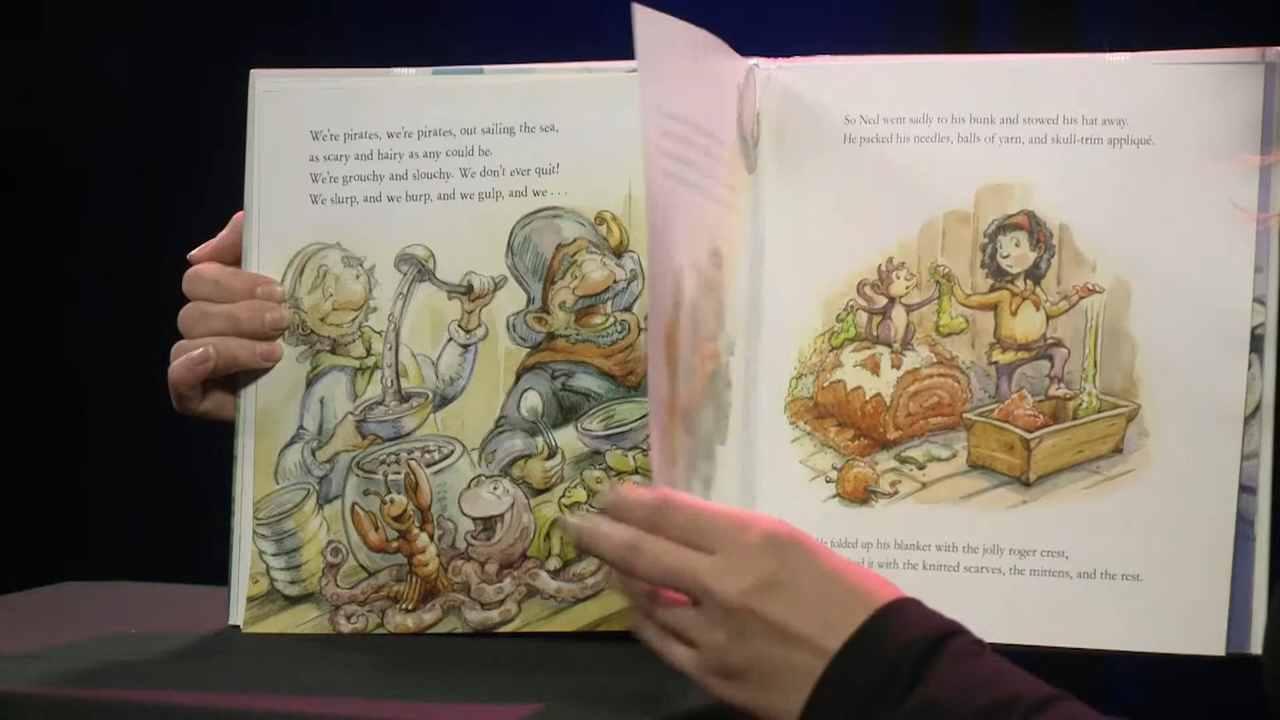 We're pirates, we're pirates, out sailing the sea,
as scary and hairy as any could be.
We're grouchy and slouchy. We don't ever quit!
We slurp, and we burp, and we gulp, and we . . .
So Ned went sadly to his bunk and stowed his hat away.
He packed his needles, balls of yarn, and skull-trim appliqué.
He folded up his blanket with the jolly roger crest,
it with the knitted scarves, the mittens, and the rest.